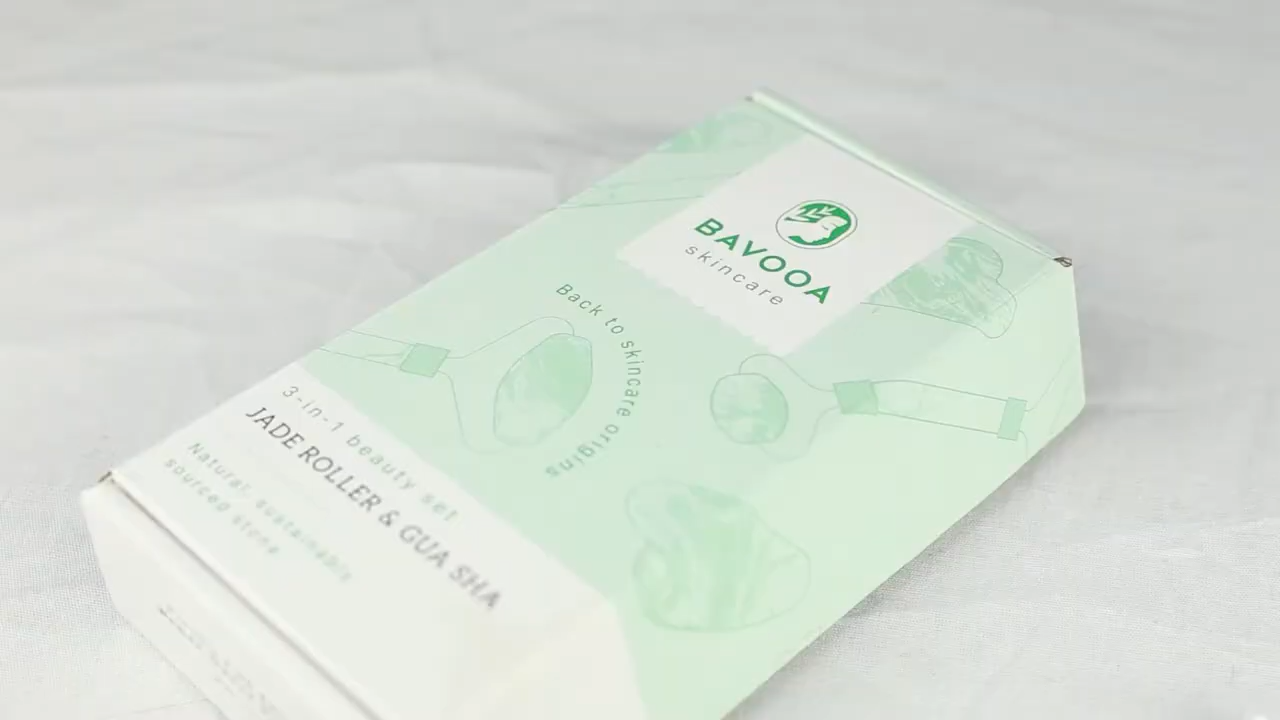 BAVOOA
skincare
Back to skincare origins
3-in-1 beauty set
JADE ROLLER & GUA SHA
Natural, sustainably
sourced stone